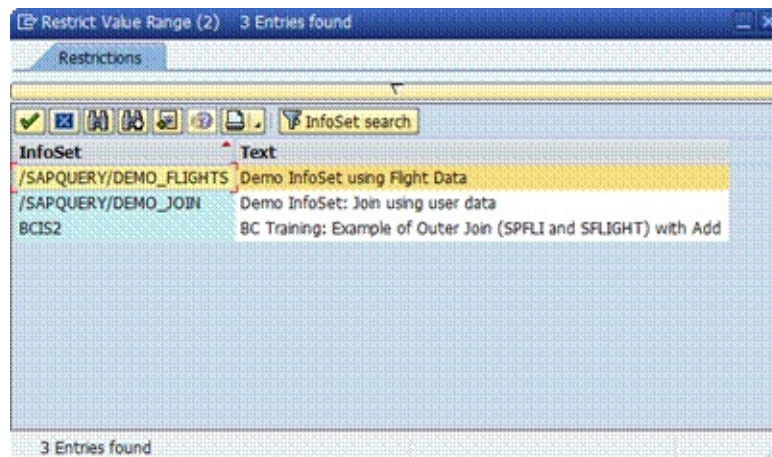 Restrict Value Range (2) 3 Entries found
Restrictions
InfoSet search
InfoSet Text
/SAPQUERY/DEMO_FLIGHTS Demo InfoSet using Flight Data
/SAPQUERY/DEMO_JOIN Demo InfoSet: Join using user data
BCIS2 BC Training: Example of Outer Join (SPFLI and SFLIGHT) with Add
3 Entries found